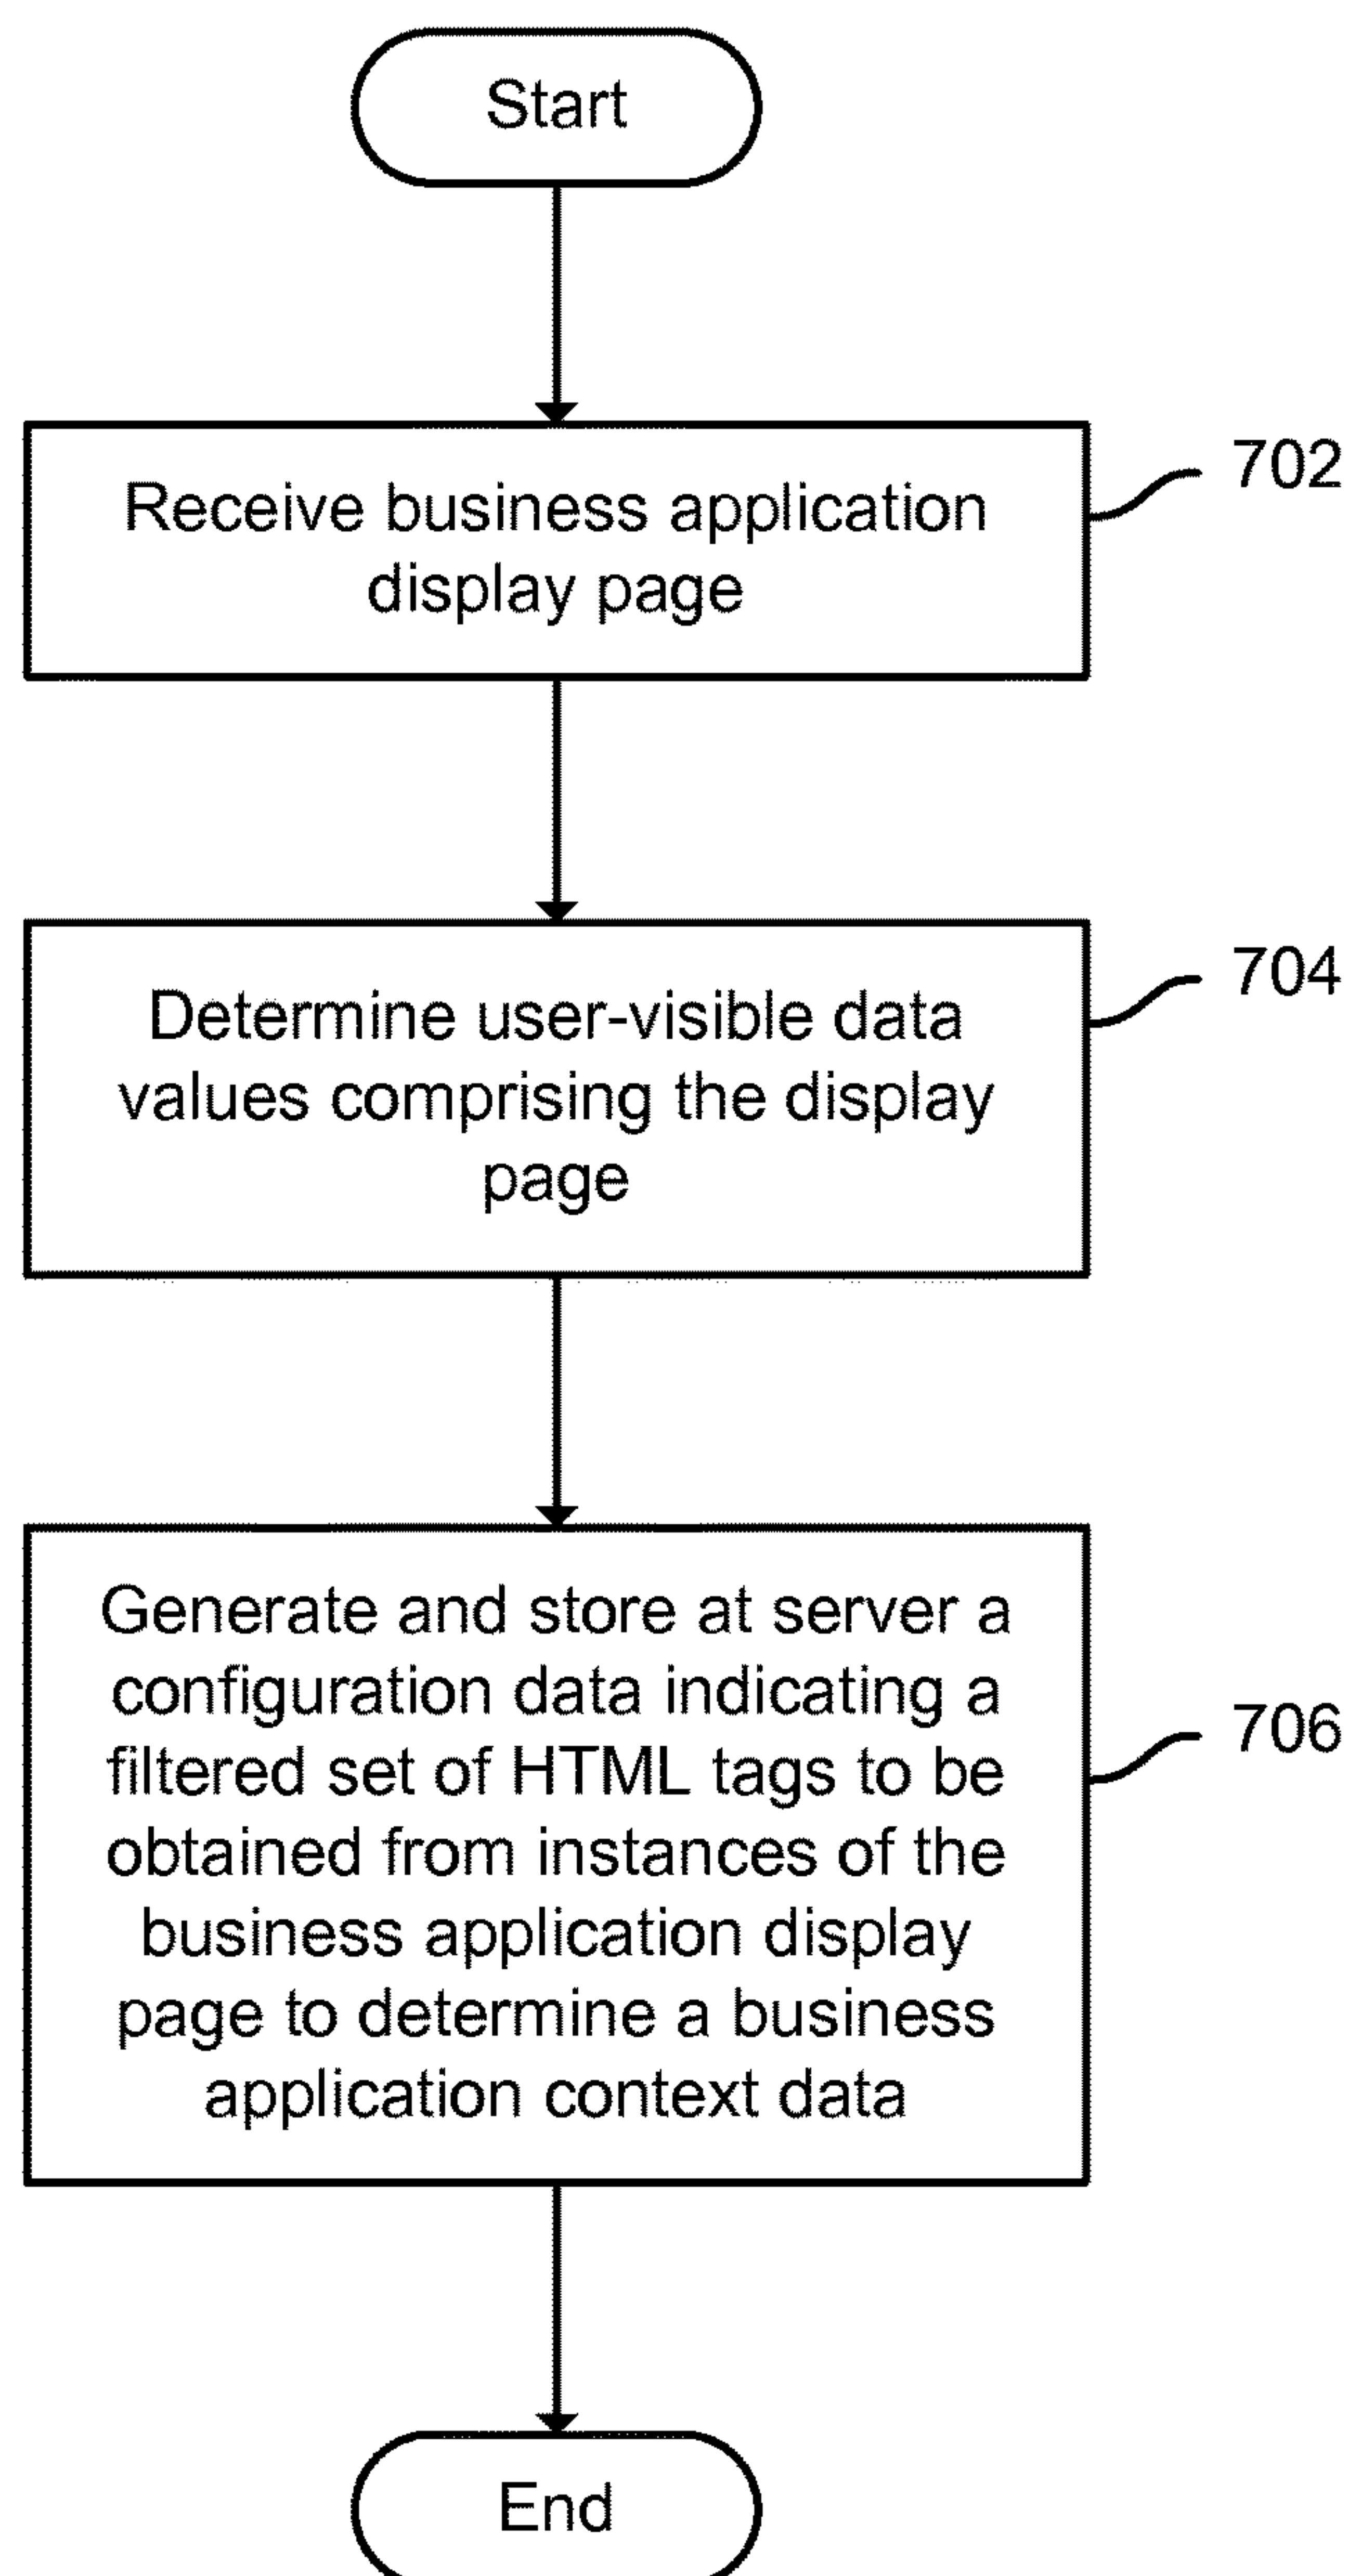 Start
Receive business application
display page
702
Determine user-visible data
values comprising the display
page
704
Generate and store at server a
configuration data indicating a
filtered set of HTML tags to be
obtained from instances of the
business application display
page to determine a business
application context data
706
End